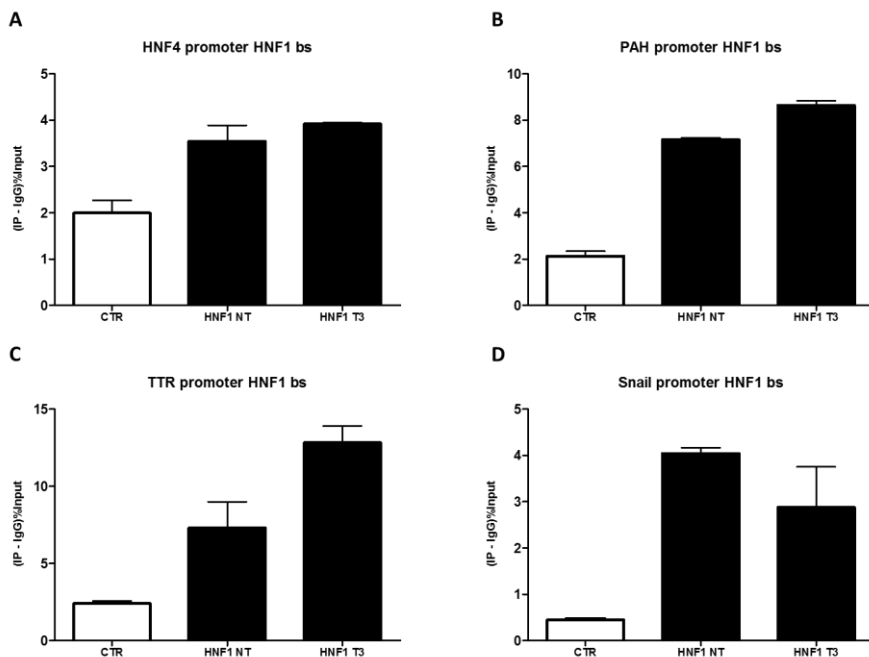 A
HNF4 promoter HNF1 bs
(IP - IgG)%Input
5
4
3
2
1
0
CTR
HNF1 NT
HNF1 T3
B
PAH promoter HNF1 bs
(IP - IgG)%Input
10
8
6
4
2
0
CTR
HNF1 NT
HNF1 T3
C
TTR promoter HNF1 bs
(IP - IgG)%Input
15
10
5
0
CTR
HNF1 NT
HNF1 T3
D
Snail promoter HNF1 bs
(IP - IgG)%Input
5
4
3
2
1
0
CTR
HNF1 NT
HNF1 T3